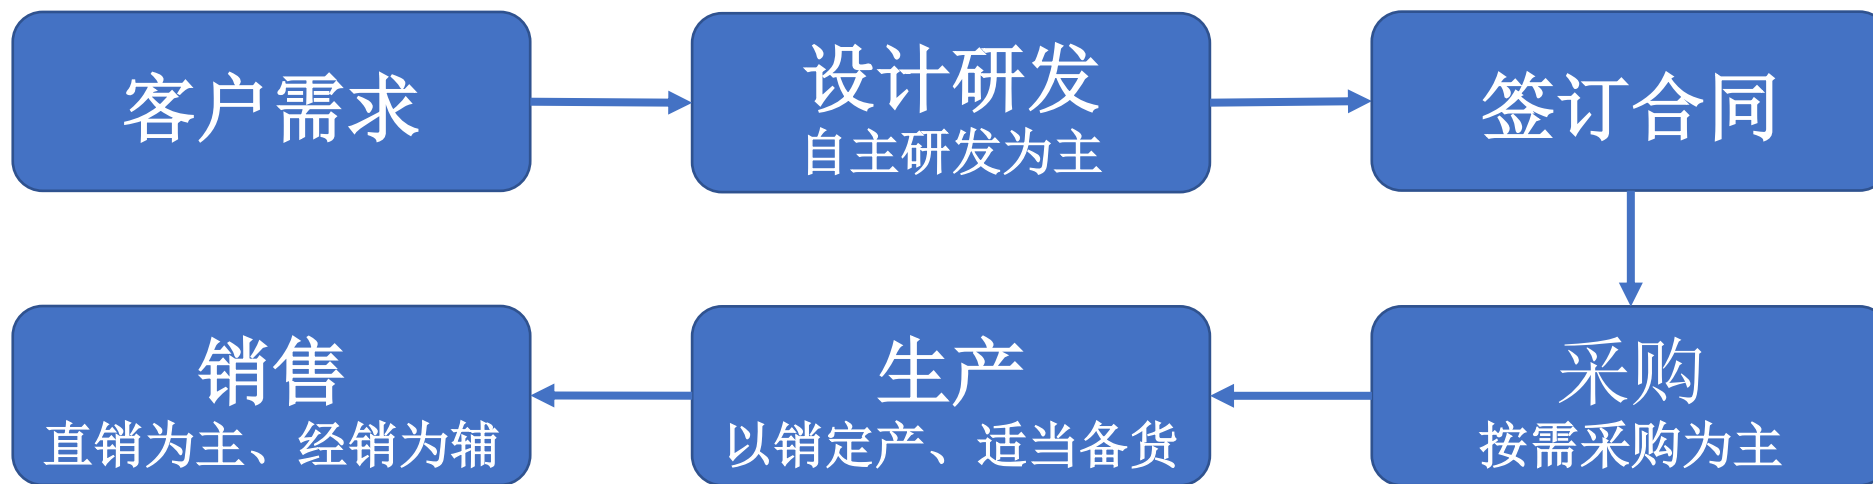 客户需求
设计研发
自主研发为主
签订合同
采购
按需采购为主
生产
以销定产、适当备货
销售
直销为主、经销为辅